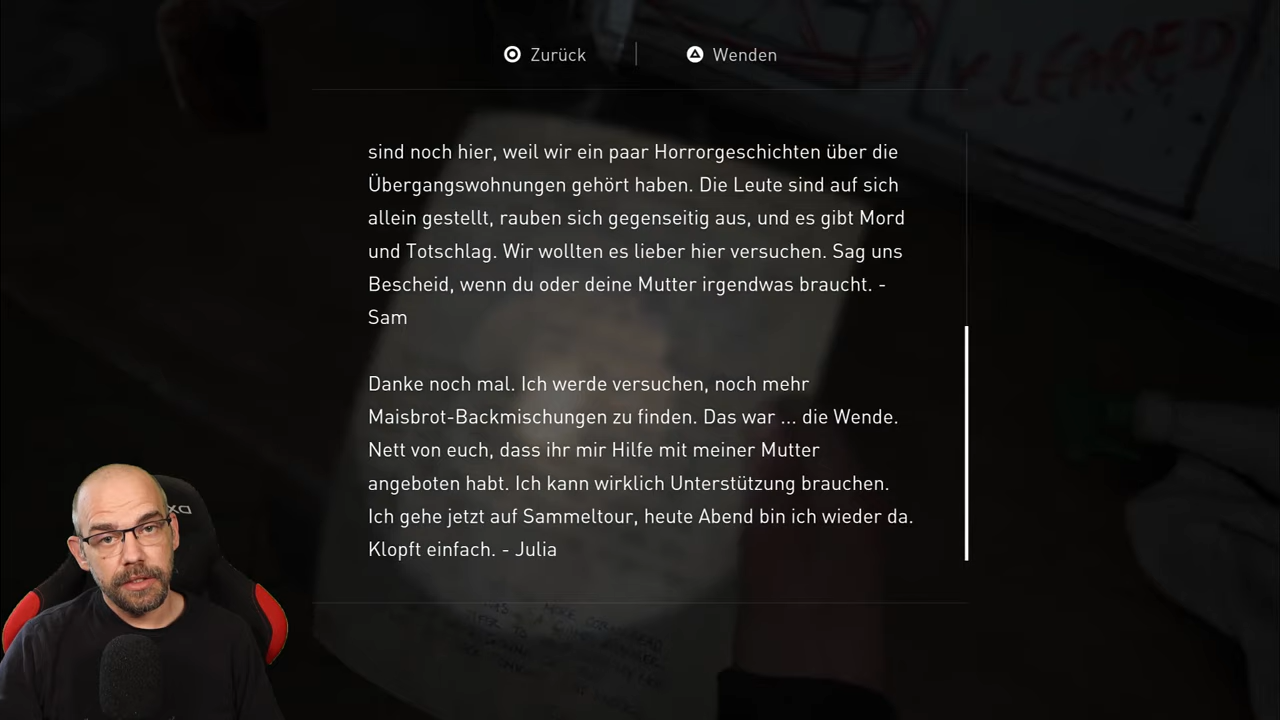 Zurück
Wenden
KLEARED
sind noch hier, weil wir ein paar Horrorgeschichten über die
Übergangswohnungen gehört haben. Die Leute sind auf sich
allein gestellt, rauben sich gegenseitig aus, und es gibt Mord
und Totschlag. Wir wollten es lieber hier versuchen. Sag uns
Bescheid, wenn du oder deine Mutter irgendwas braucht. -
Sam
Danke noch mal. Ich werde versuchen, noch mehr
Maisbrot-Backmischungen zu finden. Das war ... die Wende.
Nett von euch, dass ihr mir Hilfe mit meiner Mutter
angeboten habt. Ich kann wirklich Unterstützung brauchen.
Ich gehe jetzt auf Sammeltour, heute Abend bin ich wieder da.
Klopft einfach. - Julia